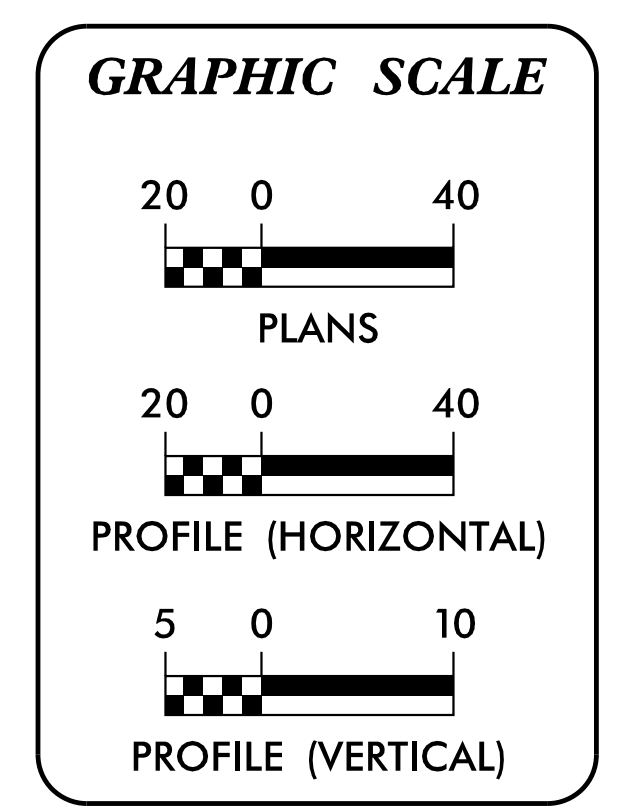 GRAPHIC SCALE
20 0 40
PLANS
20 0 40
PROFILE (HORIZONTAL)
5 0 10
PROFILE (VERTICAL)